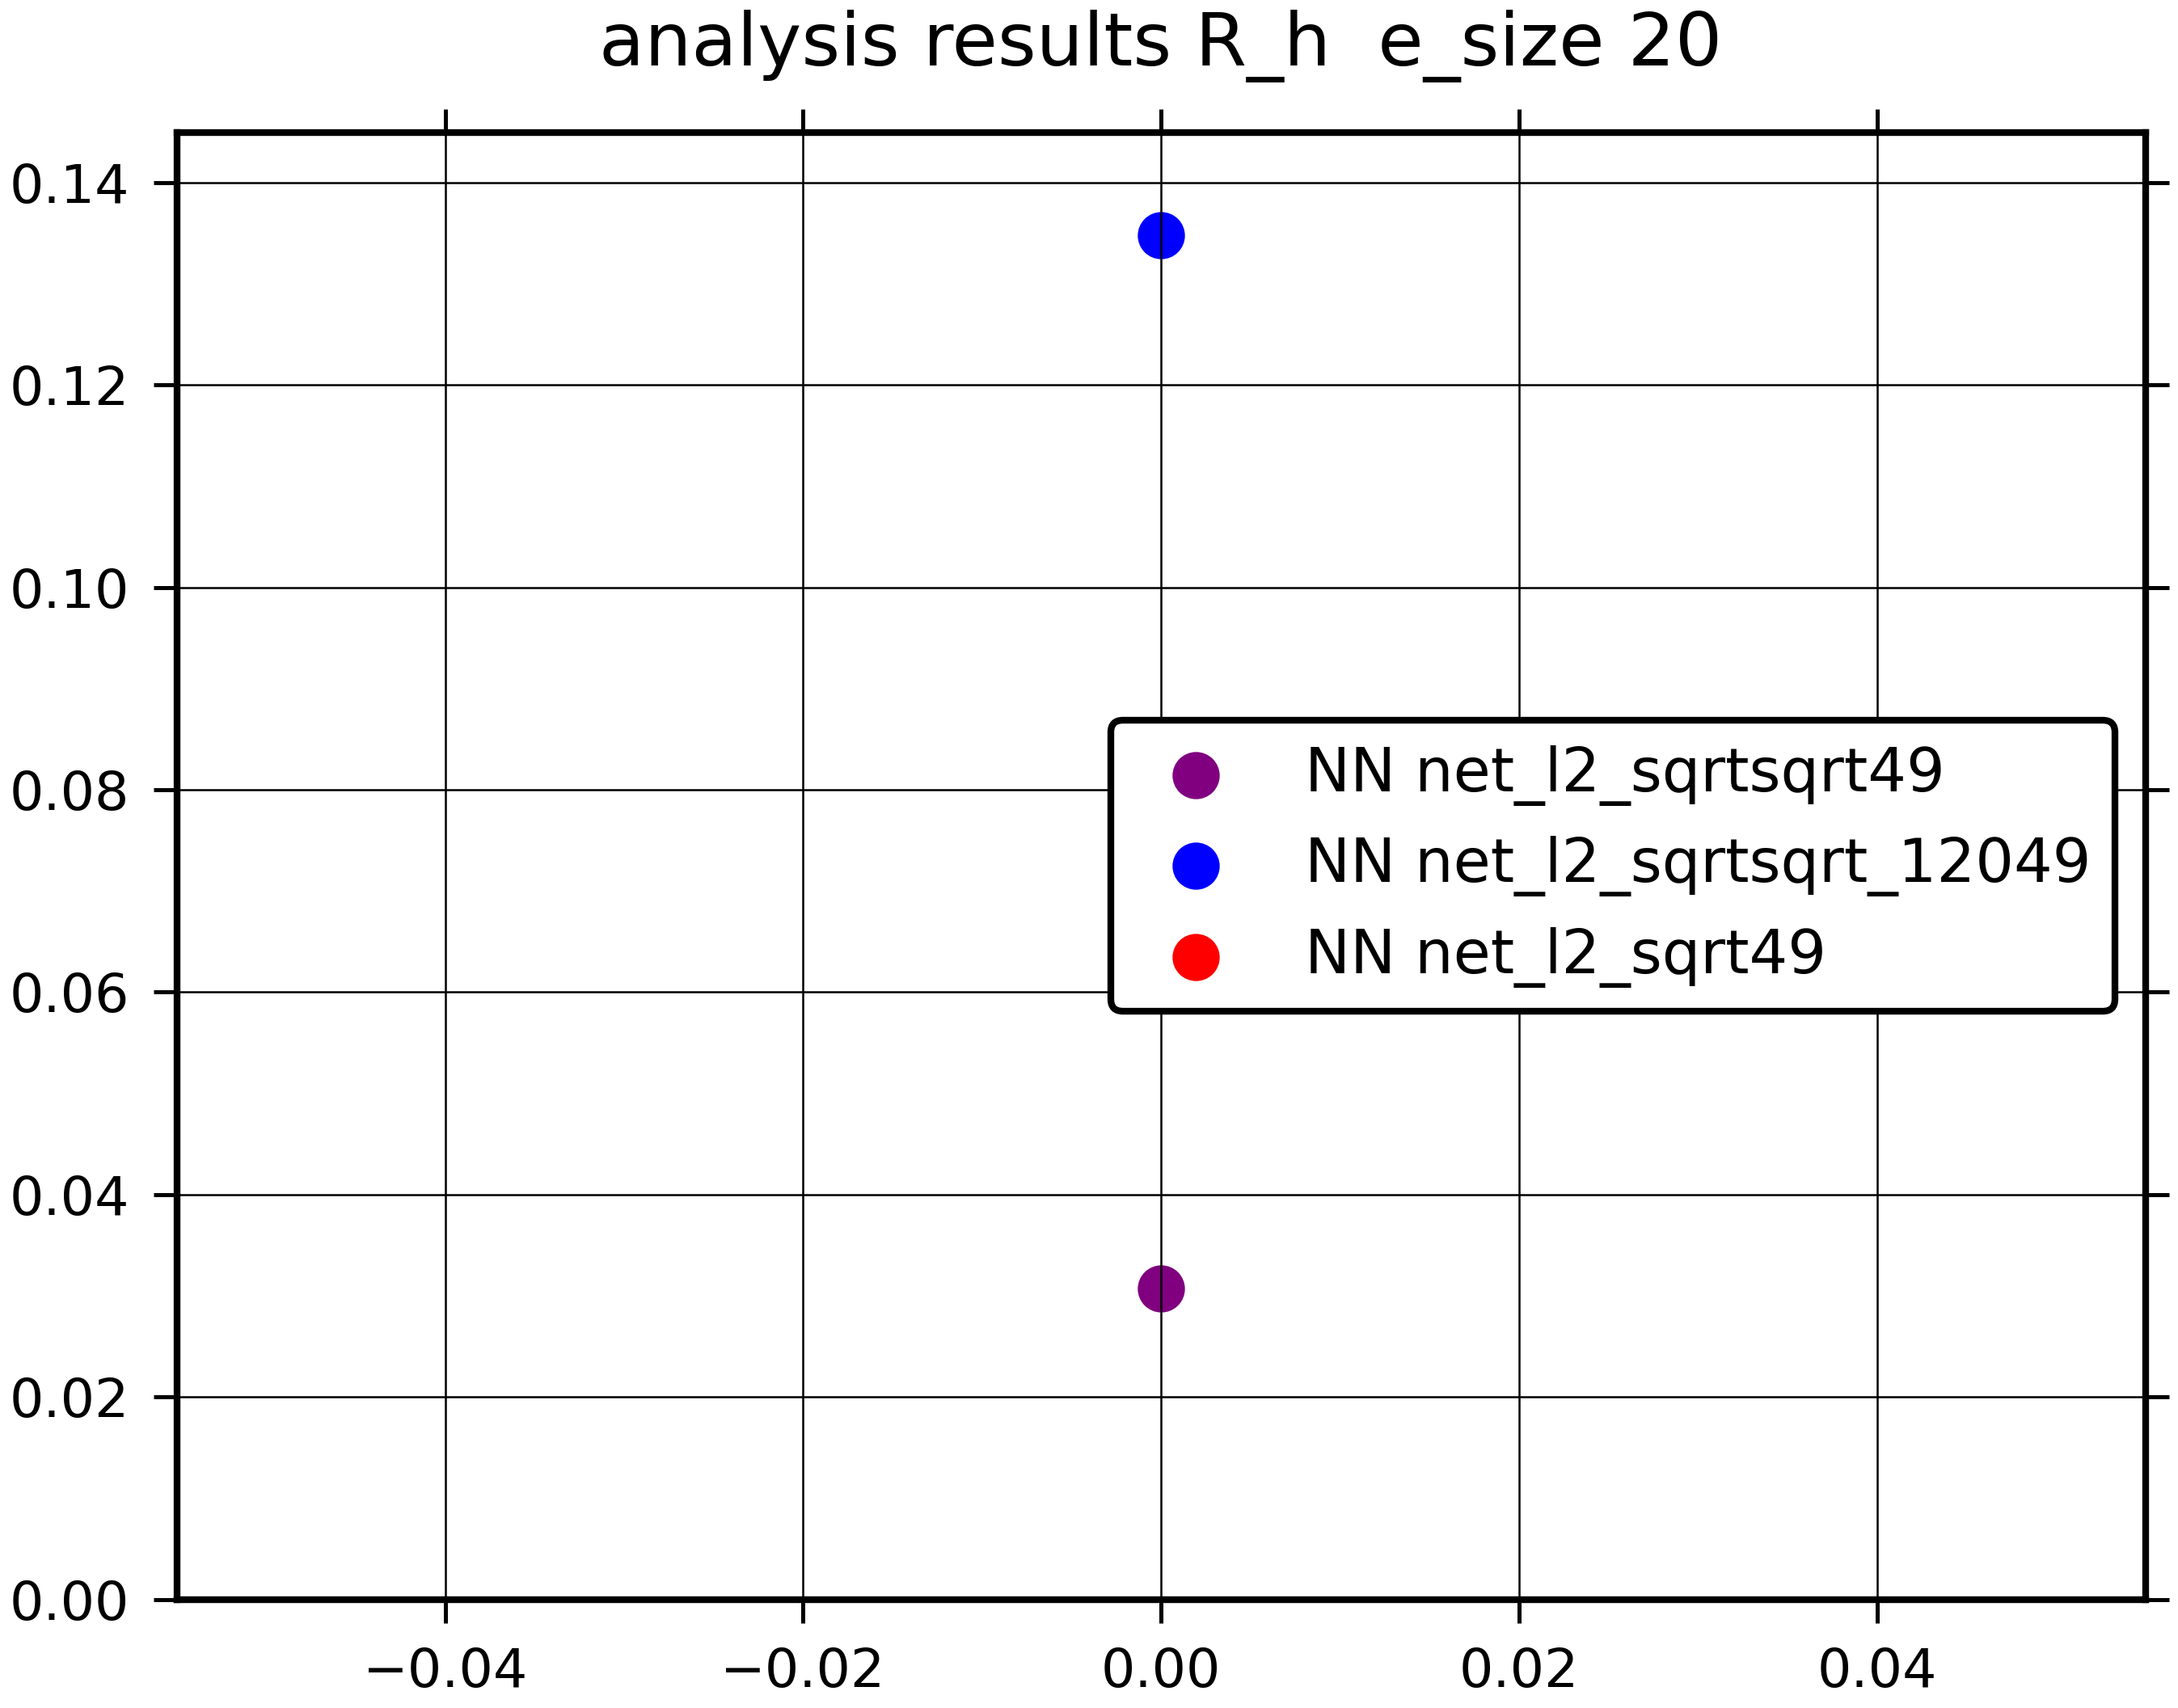 analysis results R_h  e_size 20
0.14
0.12
0.10
0.08
0.06
0.04
0.02
0.00
NN net_l2_sqrtsqrt49
NN net_l2_sqrtsqrt_12049
NN net_l2_sqrt49
−0.04 −0.02 0.00 0.02 0.04